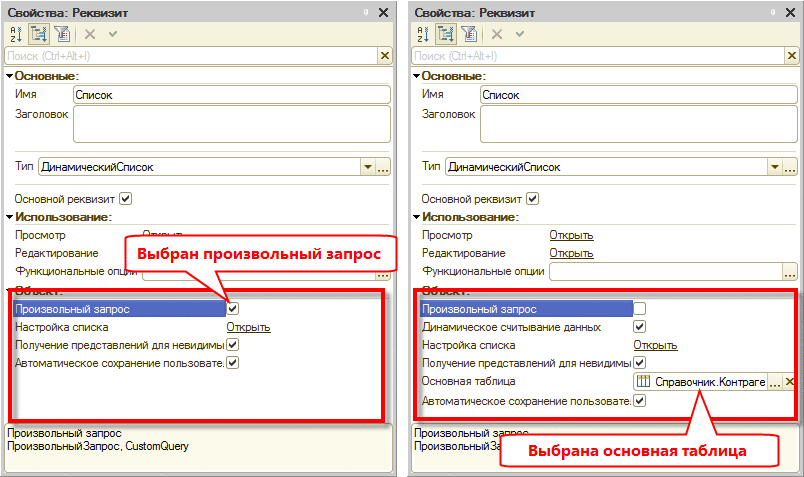 Свойства: Реквизит
Поиск (Ctrl+Alt+I)
Основные:
Имя Список
Заголовок
Тип ДинамическийСписок
Основной реквизит
Использование:
Просмотр Открыть
Выбран произвольный запрос
Редактирование
Функциональные опции
Объект:
Произвольный запрос
Настройка списка Открыть
Получение представлений для невидимы
Автоматическое сохранение пользовате.
Произвольный запрос
ПроизвольныйЗапрос, CustomQuery
Свойства: Реквизит
Поиск (Ctrl+Alt+I)
Основные:
Имя Список
Заголовок
Тип ДинамическийСписок
Основной реквизит
Использование:
Просмотр Открыть
Редактирование Открыть
Функциональные опции
Объект:
Произвольный запрос
Динамическое считывание данных
Настройка списка Открыть
Получение представлений для невидимы
Основная таблица Справочник.Контраге
Автоматическое сохранение пользовате.
Произвольный запрос
ПроизвольныйЗа
Выбрана основная таблица